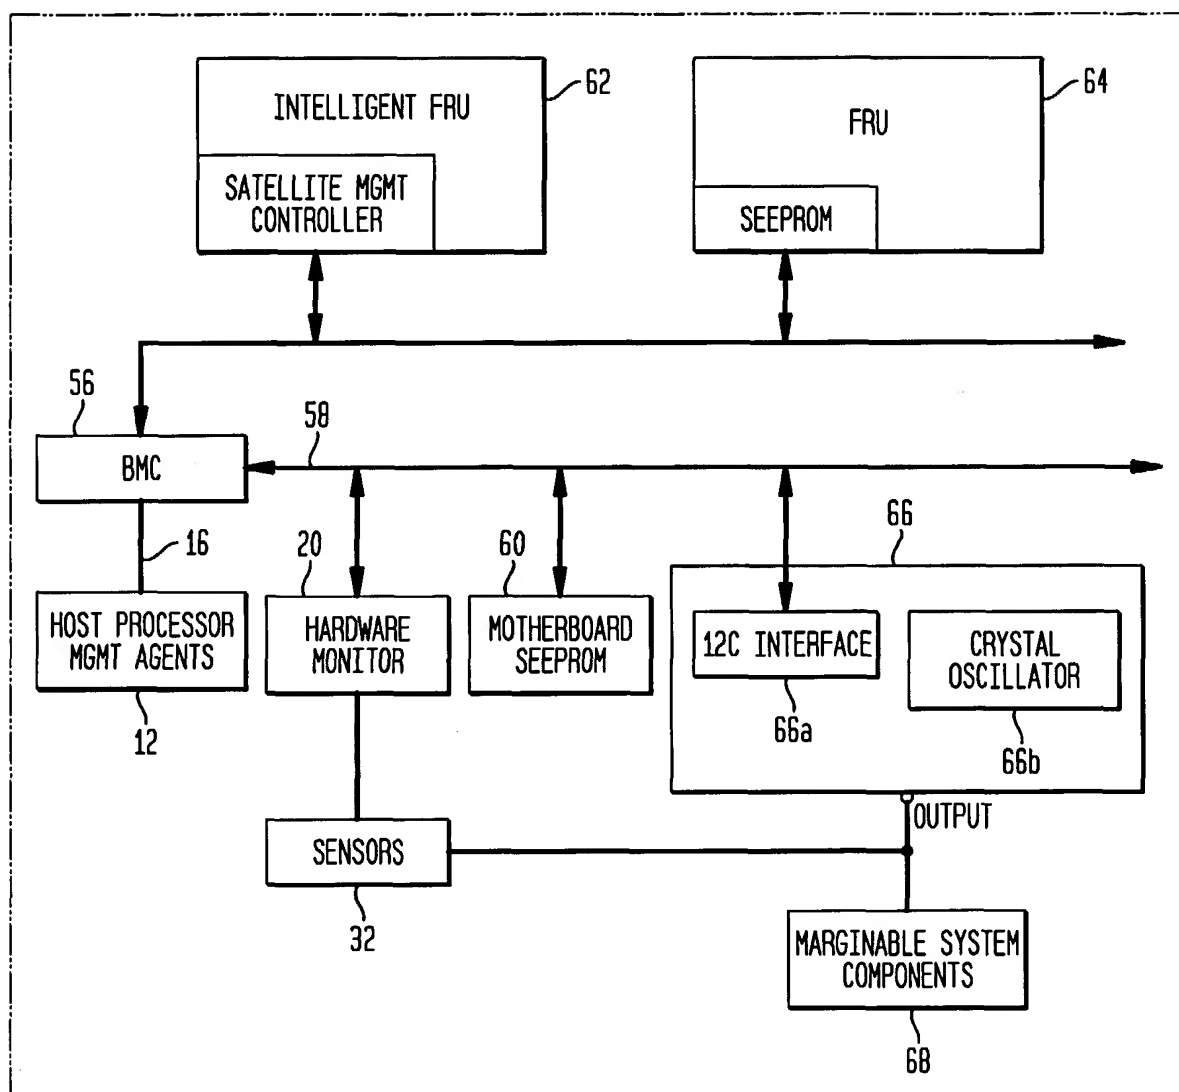 62
64
INTELLIGENT FRU
FRU
SATELLITE MGMT
CONTROLLER
SEEPROM
56
58
BMC
16
20
60
66
HOST PROCESSOR
MGMT AGENTS
HARDWARE
MONITOR
MOTHERBOARD
SEEPROM
12C INTERFACE
CRYSTAL
OSCILLATOR
12
66a
66b
OUTPUT
SENSORS
32
MARGINABLE SYSTEM
COMPONENTS
68